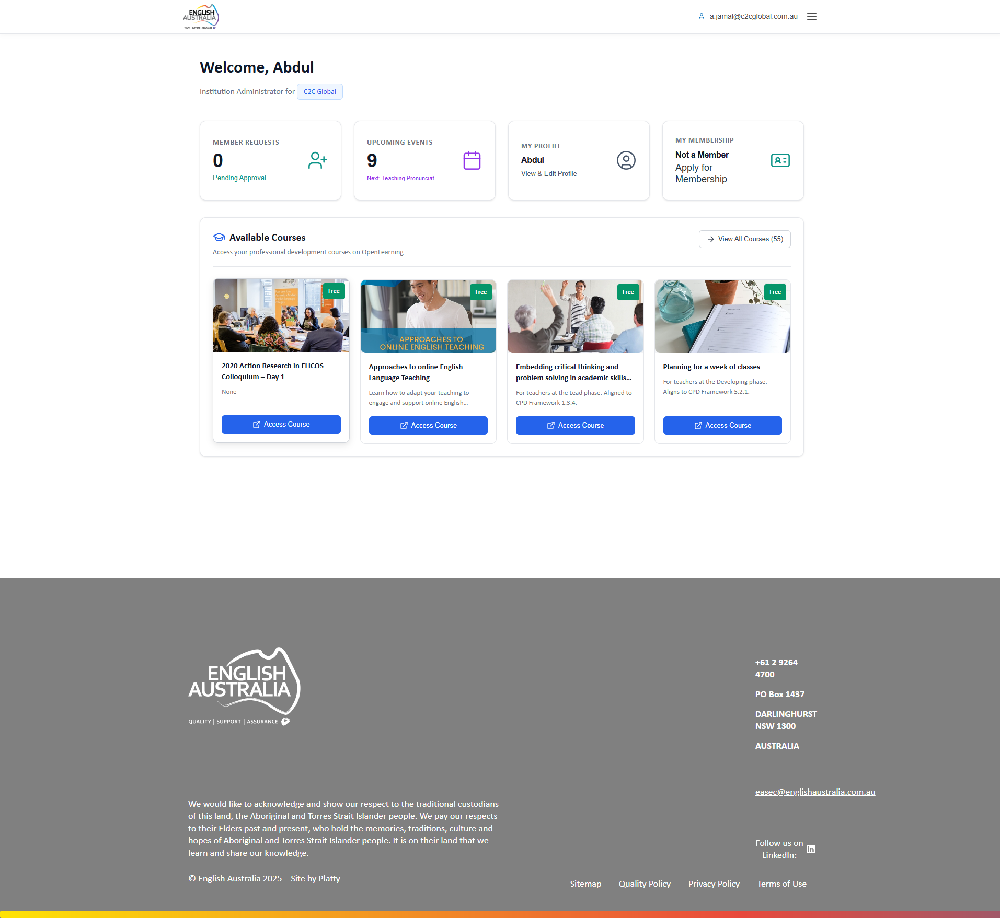 ENGLISH
AUSTRALIA
QUALITY | SUPPORT | ASSURANCE
a.jamal@c2cglobal.com.au
Welcome, Abdul
Institution Administrator for C2C Global
MEMBER REQUESTS
0
Pending Approval
UPCOMING EVENTS
9
Next: Teaching Pronunciat...
MY PROFILE
Abdul
View & Edit Profile
MY MEMBERSHIP
Not a Member
Apply for
Membership
Available Courses
Access your professional development courses on OpenLearning
View All Courses (55)
Free
2020 Action Research in ELICOS
Colloquium – Day 1
None
Access Course
Free
APPROACHES TO
ONLINE ENGLISH TEACHING
Approaches to online English
Language Teaching
Learn how to adapt your teaching to
engage and support online English...
Access Course
Free
Embedding critical thinking and
problem solving in academic skills...
For teachers at the Lead phase. Aligned to
CPD Framework 1.3.4.
Access Course
Free
Planning for a week of classes
For teachers at the Developing phase.
Aligns to CPD Framework 5.2.1.
Access Course
ENGLISH
AUSTRALIA
QUALITY | SUPPORT | ASSURANCE
+61 2 9264
4700
PO Box 1437
DARLINGHURST
NSW 1300
AUSTRALIA
easec@englishaustralia.com.au
We would like to acknowledge and show our respect to the traditional custodians
of this land, the Aboriginal and Torres Strait Islander people. We pay our respects
to their Elders past and present, who hold the memories, traditions, culture and
hopes of Aboriginal and Torres Strait Islander people. It is on their land that we
learn and share our knowledge.
Follow us on
LinkedIn:
© English Australia 2025 – Site by Platty
Sitemap
Quality Policy
Privacy Policy
Terms of Use